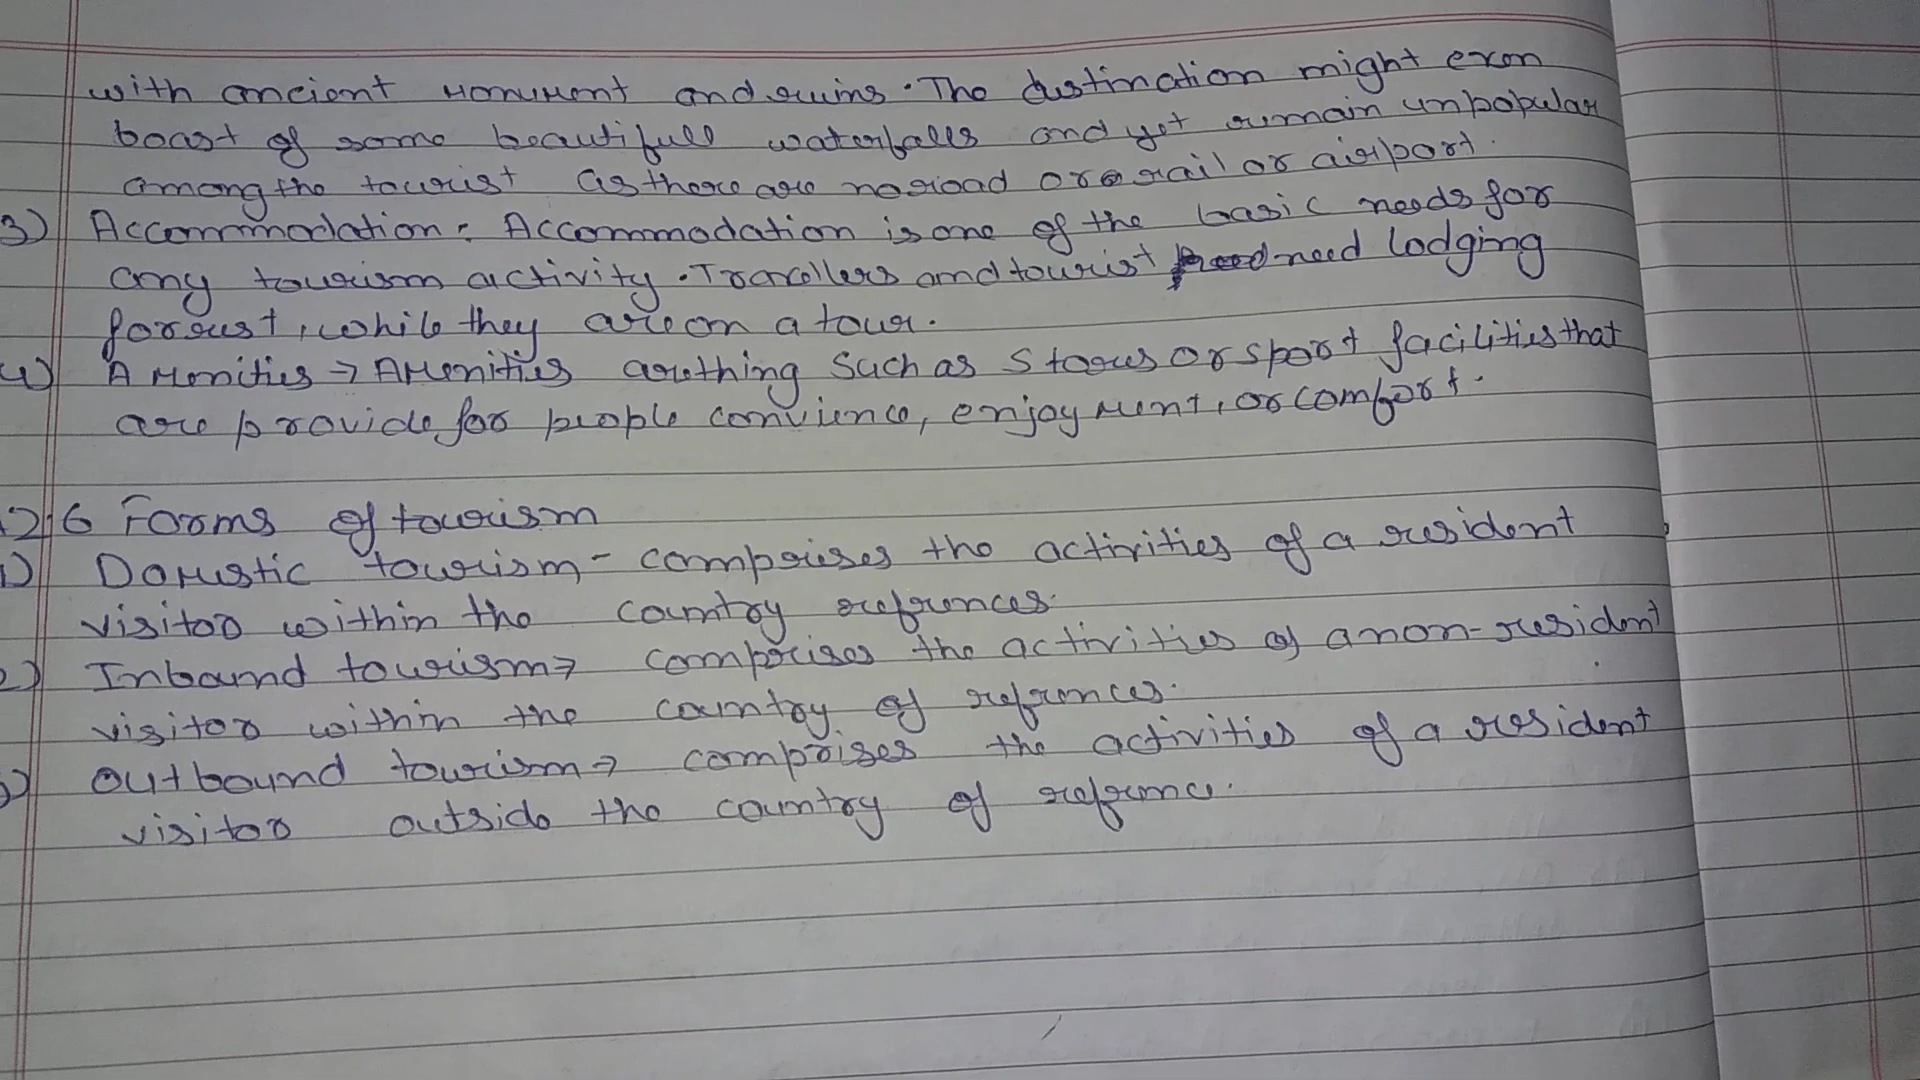 with ancient monument and ruins. The destination might even
boast of some beautifull waterfalls and yet remain unpopular
among the tourist as there are no road or rail or airport.
3) Accommodation: Accommodation is one of the basic needs for
any tourism activity. Travellers and tourist need lodging
for rest, while they are on a tour.
4) Amenities → Amenities are thing such as stores or sport facilities that
are provide for people convience, enjoyment, or comfort.
2.6 Forms of tourism
1) Domestic tourism - comprises the activities of a resident
visitor within the country references.
2) Inbound tourism → comprises the activities of a non-resident
visitor within the country of references.
3) outbound tourism → comprises the activities of a resident
visitor outside the country of reference.